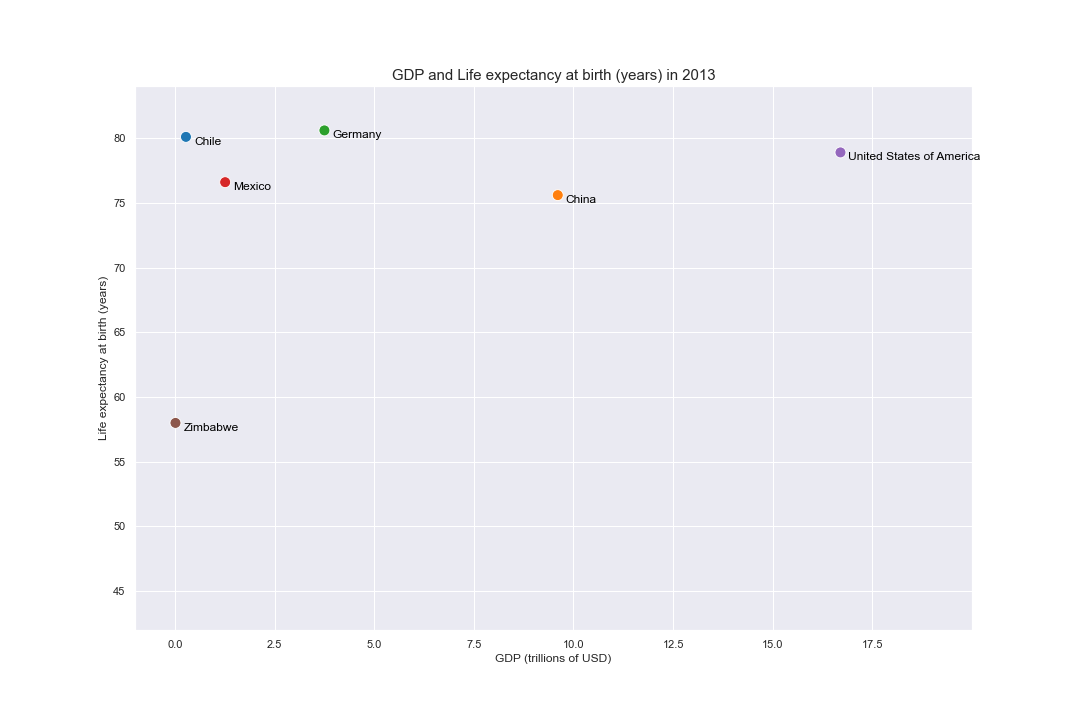 GDP and Life expectancy at birth (years) in 2013
80
75
70
65
60
55
50
45
Life expectancy at birth (years)
Chile
Germany
United States of America
Mexico
China
Zimbabwe
0.0 2.5 5.0 7.5 10.0 12.5 15.0 17.5
GDP (trillions of USD)